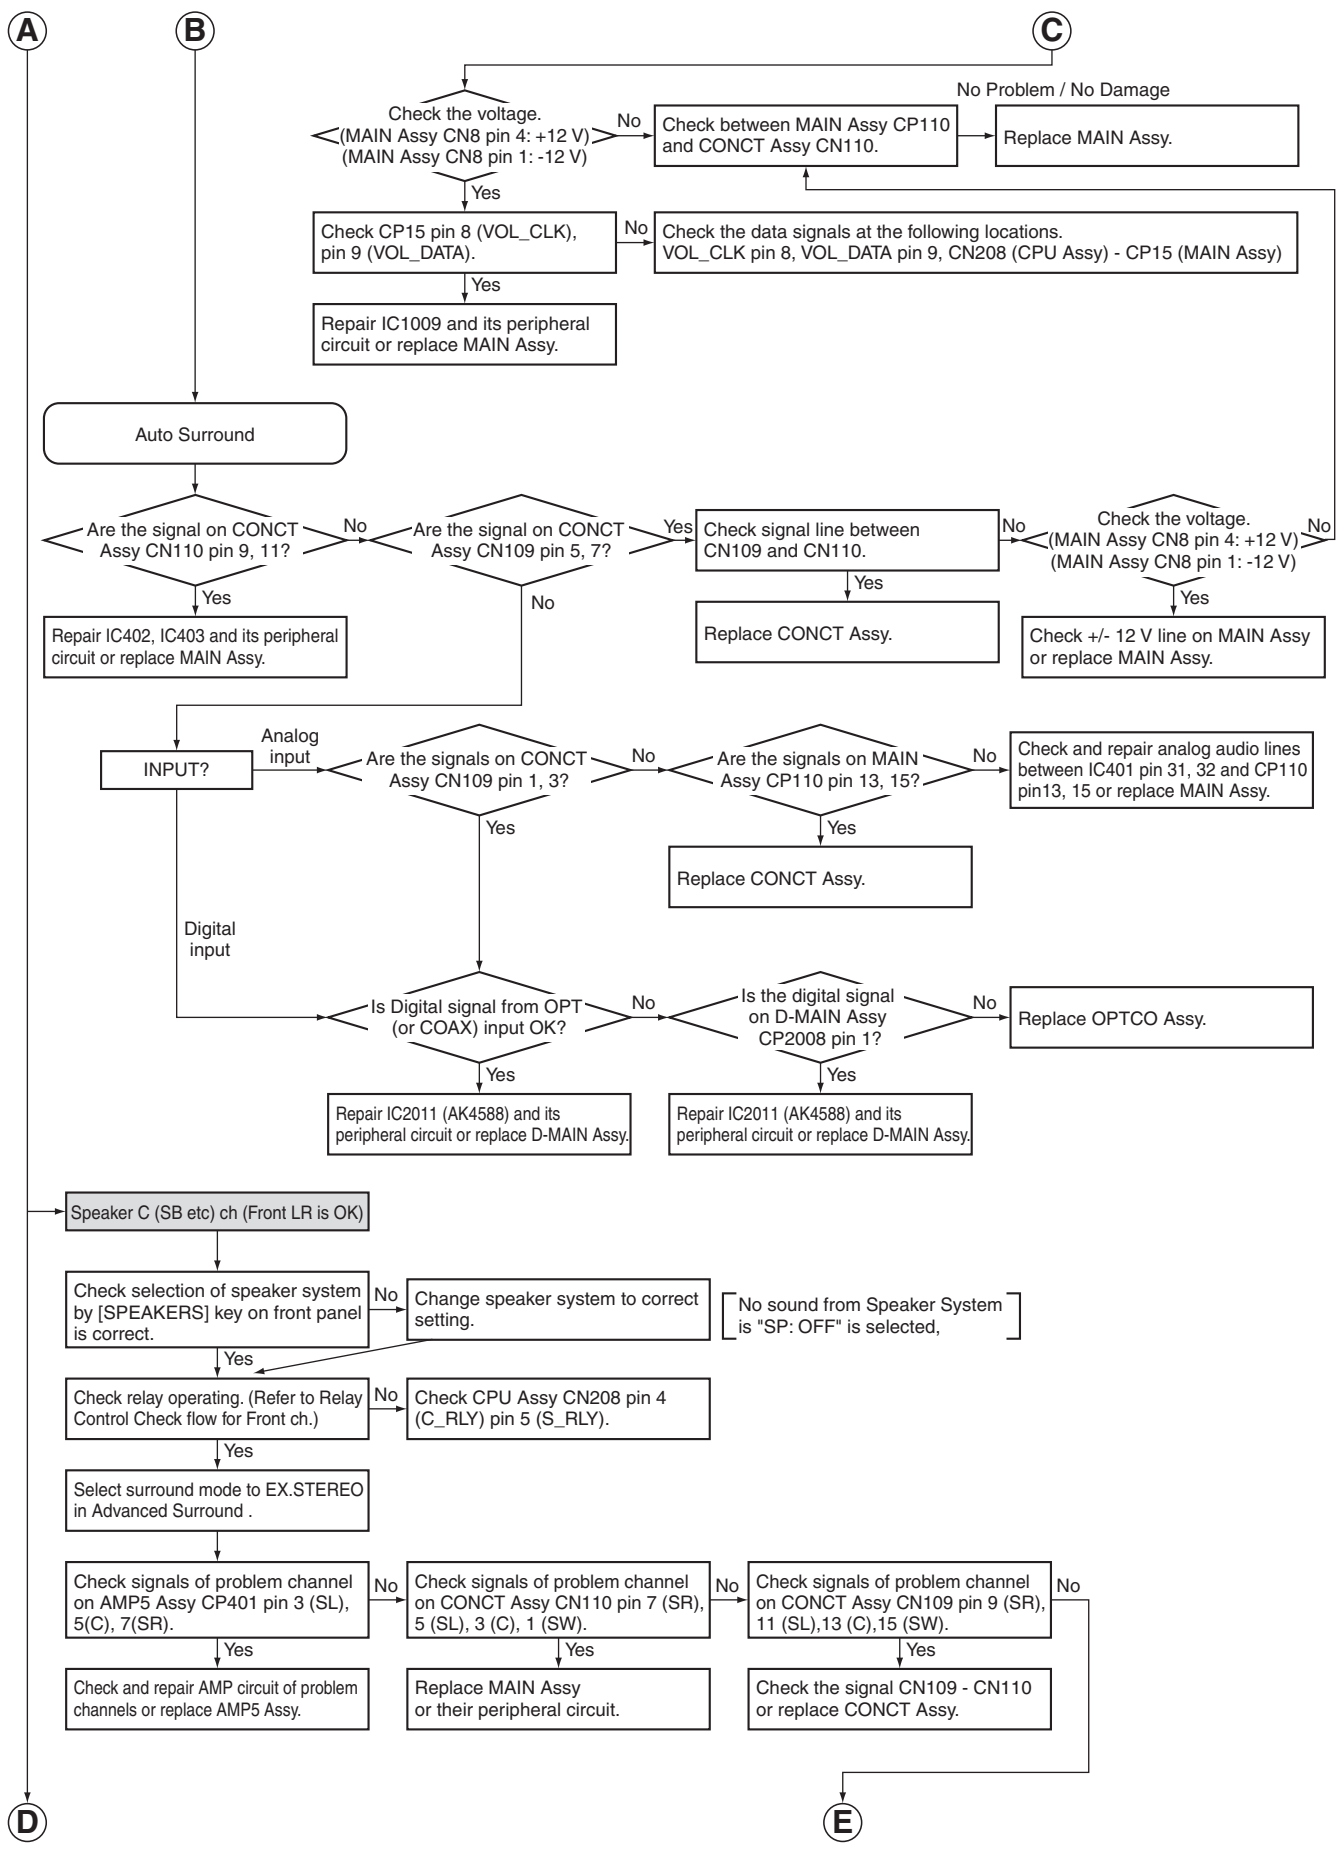 A
B
C
No Problem / No Damage
Check the voltage.
(MAIN Assy CN8 pin 4: +12 V)
(MAIN Assy CN8 pin 1: -12 V)
No
Check between MAIN Assy CP110
and CONCT Assy CN110.
Replace MAIN Assy.
Yes
Check CP15 pin 8 (VOL_CLK),
pin 9 (VOL_DATA).
No
Check the data signals at the following locations.
VOL_CLK pin 8, VOL_DATA pin 9, CN208 (CPU Assy) - CP15 (MAIN Assy)
Yes
Repair IC1009 and its peripheral
circuit or replace MAIN Assy.
Auto Surround
Are the signal on CONCT
Assy CN110 pin 9, 11?
No
Are the signal on CONCT
Assy CN109 pin 5, 7?
Yes
Check signal line between
CN109 and CN110.
No
Check the voltage.
(MAIN Assy CN8 pin 4: +12 V)
(MAIN Assy CN8 pin 1: -12 V)
No
Yes
No
Yes
Yes
Repair IC402, IC403 and its peripheral
circuit or replace MAIN Assy.
Replace CONCT Assy.
Check +/- 12 V line on MAIN Assy
or replace MAIN Assy.
INPUT?
Analog
input
Are the signals on CONCT
Assy CN109 pin 1, 3?
No
Are the signals on MAIN
Assy CP110 pin 13, 15?
No
Check and repair analog audio lines
between IC401 pin 31, 32 and CP110
pin13, 15 or replace MAIN Assy.
Yes
Yes
Replace CONCT Assy.
Digital
input
Is Digital signal from OPT
(or COAX) input OK?
No
Is the digital signal
on D-MAIN Assy
CP2008 pin 1?
No
Replace OPTCO Assy.
Yes
Yes
Repair IC2011 (AK4588) and its
peripheral circuit or replace D-MAIN Assy.
Repair IC2011 (AK4588) and its
peripheral circuit or replace D-MAIN Assy.
Speaker C (SB etc) ch (Front LR is OK)
Check selection of speaker system
by [SPEAKERS] key on front panel
is correct.
No
Change speaker system to correct
setting.
No sound from Speaker System
is "SP: OFF" is selected,
Yes
Check relay operating. (Refer to Relay
Control Check flow for Front ch.)
No
Check CPU Assy CN208 pin 4
(C_RLY) pin 5 (S_RLY).
Yes
Select surround mode to EX.STEREO
in Advanced Surround .
Check signals of problem channel
on AMP5 Assy CP401 pin 3 (SL),
5(C), 7(SR).
No
Check signals of problem channel
on CONCT Assy CN110 pin 7 (SR),
5 (SL), 3 (C), 1 (SW).
No
Check signals of problem channel
on CONCT Assy CN109 pin 9 (SR),
11 (SL),13 (C),15 (SW).
No
Yes
Yes
Yes
Check and repair AMP circuit of problem
channels or replace AMP5 Assy.
Replace MAIN Assy
or their peripheral circuit.
Check the signal CN109 - CN110
or replace CONCT Assy.
D
E